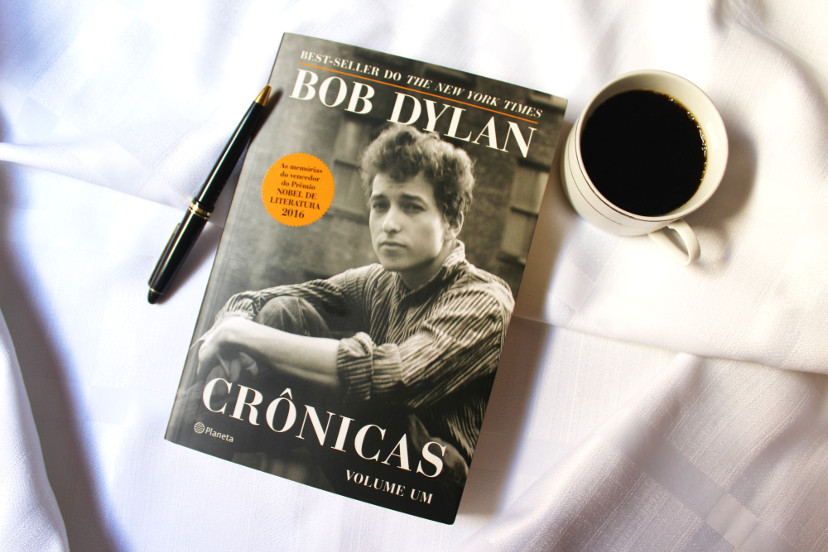 BEST-SELLER DO THE NEW YORK TIMES
BOB DYLAN
As memórias
do vencedor
do Prêmio
NOBEL DE
LITERATURA
2016
CRÔNICAS
Planeta
VOLUME UM